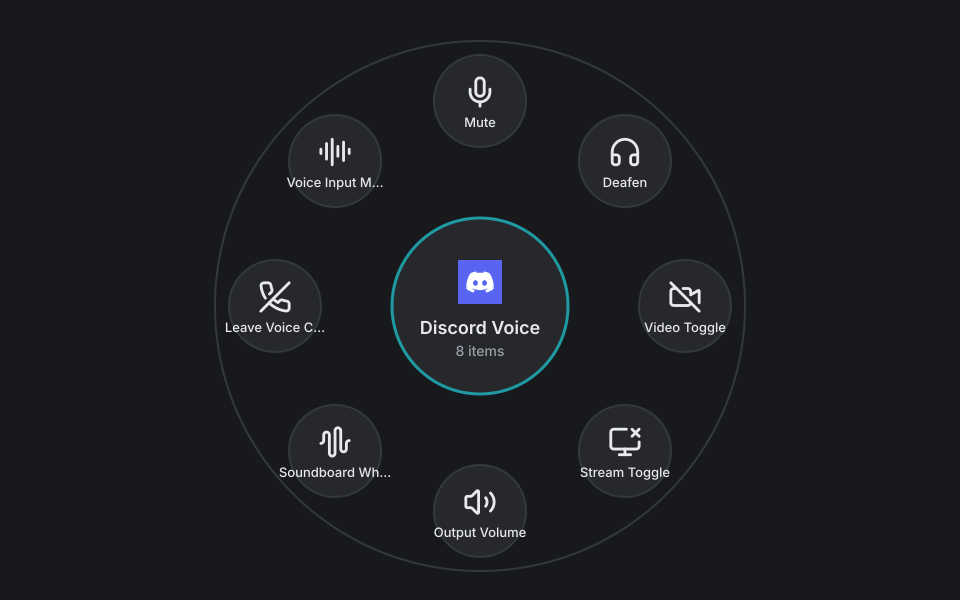 Mute
Voice Input M...
Deafen
Discord Voice
8 items
Leave Voice C...
Video Toggle
Soundboard Wh...
Stream Toggle
Output Volume